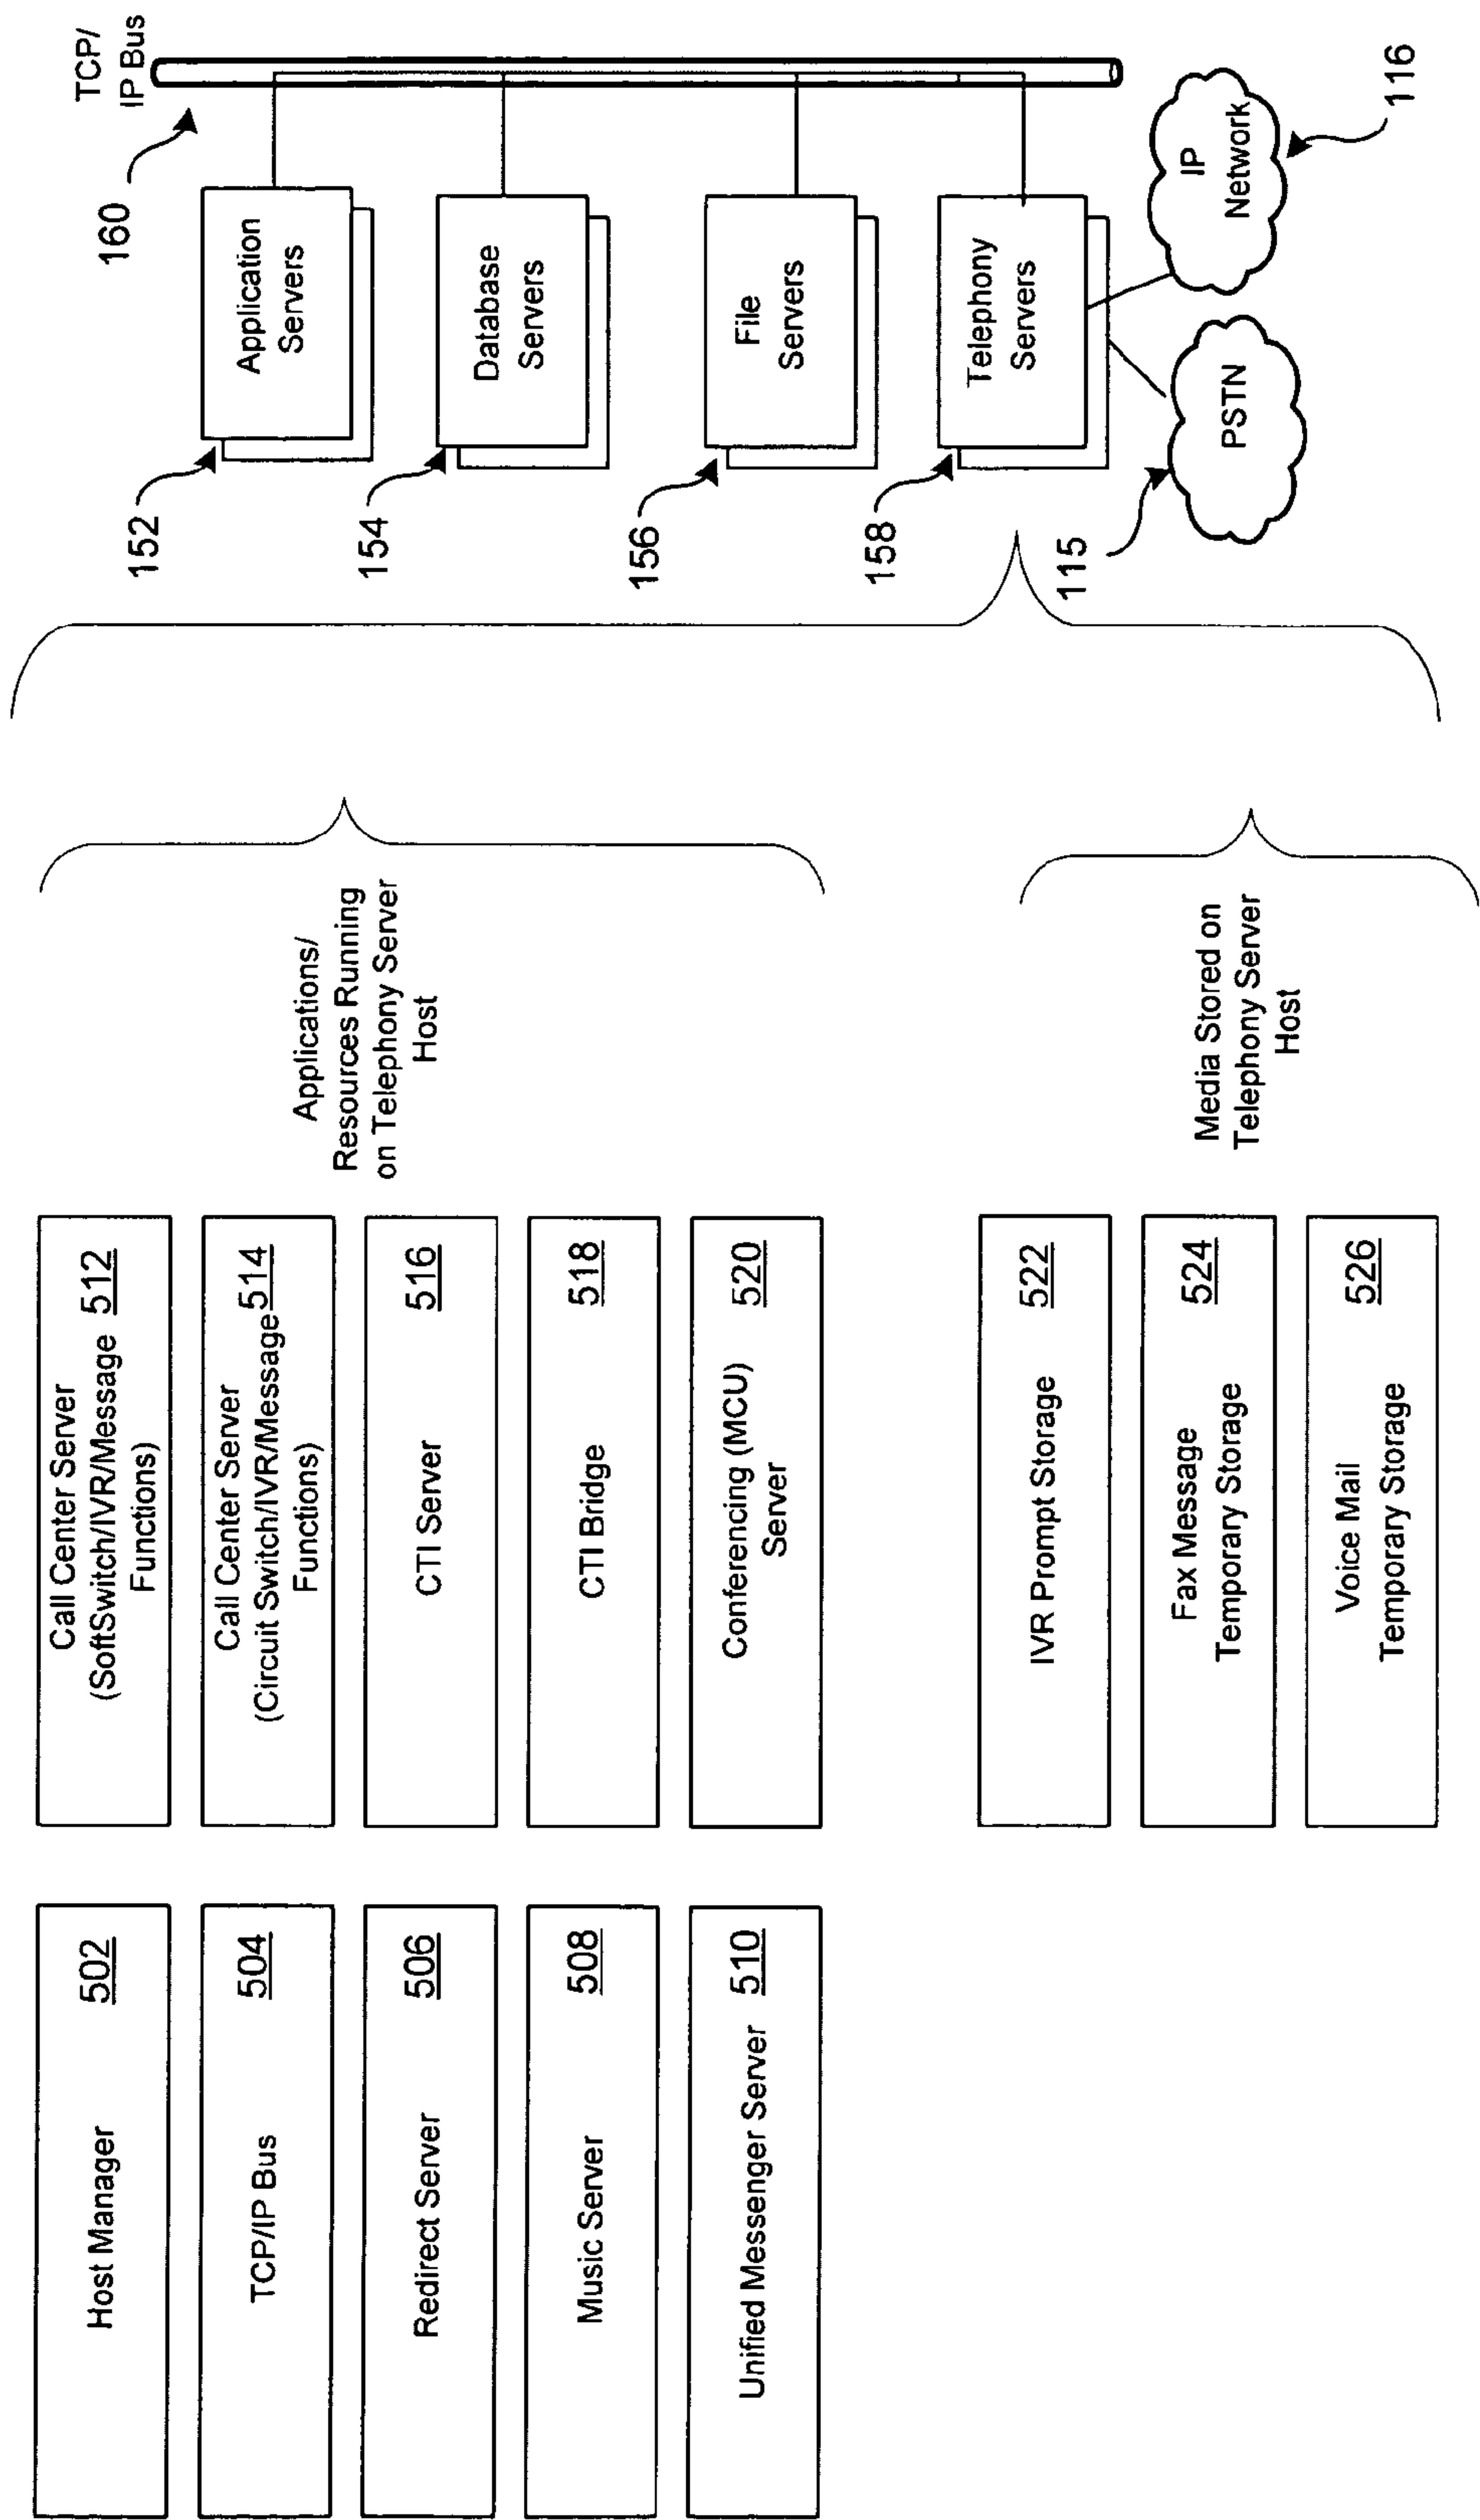 Host Manager
502
TCP/IP Bus
504
Redirect Server
506
Music Server
508
Unified Messenger Server
510
Call Center Server
(SoftSwitch/IVR/Message
Functions)
512
Call Center Server
(Circuit Switch/IVR/Message
Functions)
514
CTI Server
516
CTI Bridge
518
Conferencing (MCU)
Server
520
IVR Prompt Storage
522
Fax Message
Temporary Storage
524
Voice Mail
Temporary Storage
526
Applications/
Resources Running
on Telephony Server
Host
Media Stored on
Telephony Server
Host
152
Application
Servers
154
Database
Servers
156
File
Servers
158
Telephony
Servers
115
PSTN
IP
Network
116
160
TCP/
IP Bus